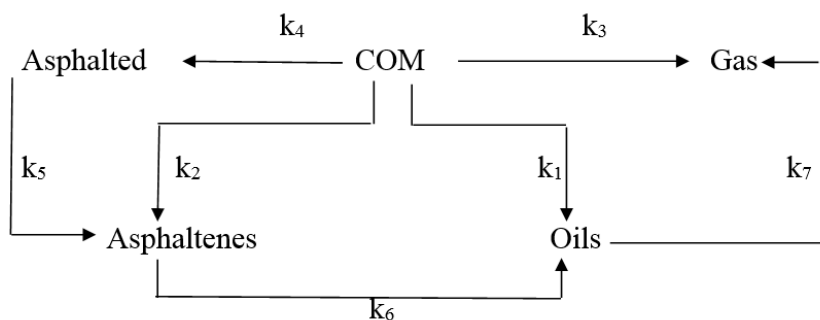 k₄ k₃
Asphalted COM Gas
k₅ k₂ k₁ k₇
Asphaltenes Oils
k₆